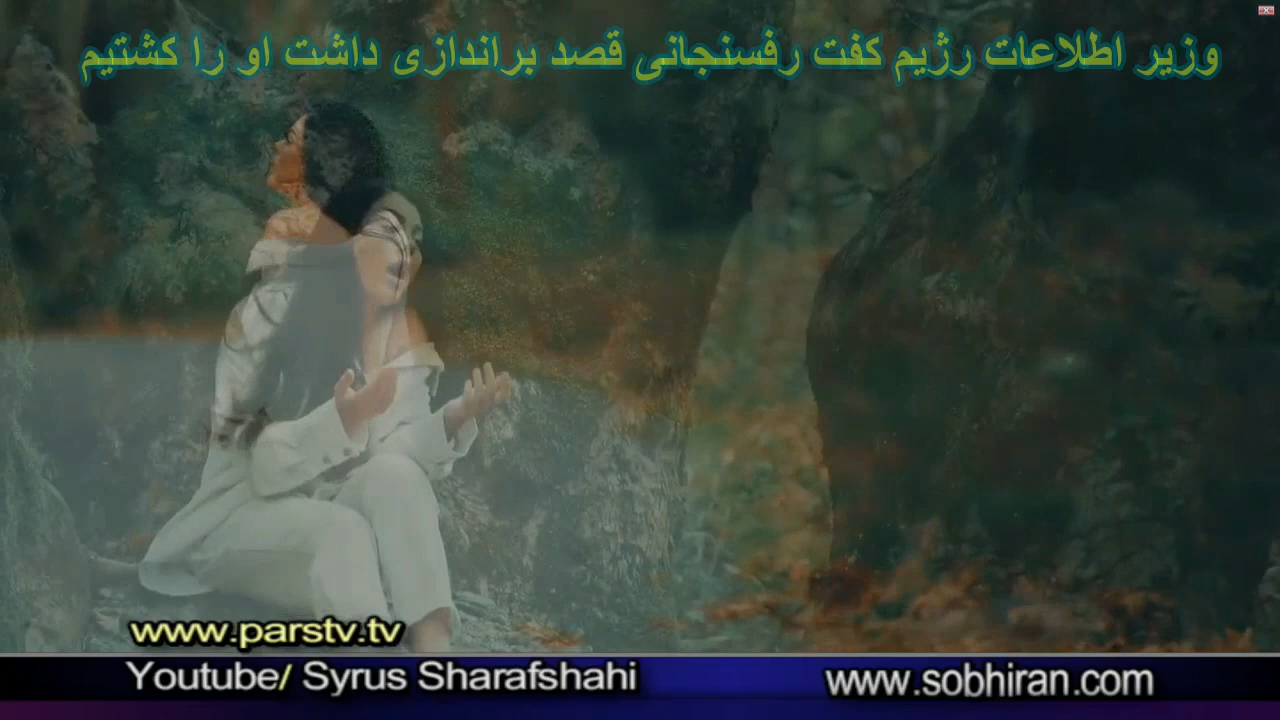 وزیر اطلاعات رژیم کفت رفسنجانی قصد براندازی داشت او را کشتیم
www.parstv.tv
Youtube/ Syrus Sharafshahi
www.sobhiran.com